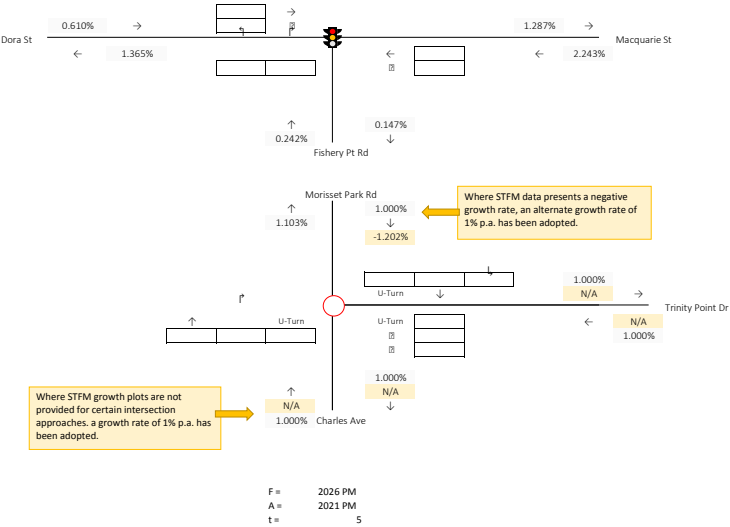 0.610% →
→
1.287% →
Dora St
Macquarie St
← 1.365%
←
← 2.243%
↑
0.242%
0.147%
↓
Fishery Pt Rd
Morisset Park Rd
↑
1.103%
1.000%
↓
-1.202%
Where STFM data presents a negative
growth rate, an alternate growth rate of
1% p.a. has been adopted.
U-Turn ↓
1.000%
N/A →
Trinity Point Dr
↑ U-Turn
U-Turn
← N/A
1.000%
1.000%
N/A
↓
Where STFM growth plots are not
provided for certain intersection
approaches. a growth rate of 1% p.a. has
been adopted.
↑
N/A
1.000%
Charles Ave
F = 2026 PM
A = 2021 PM
t = 5